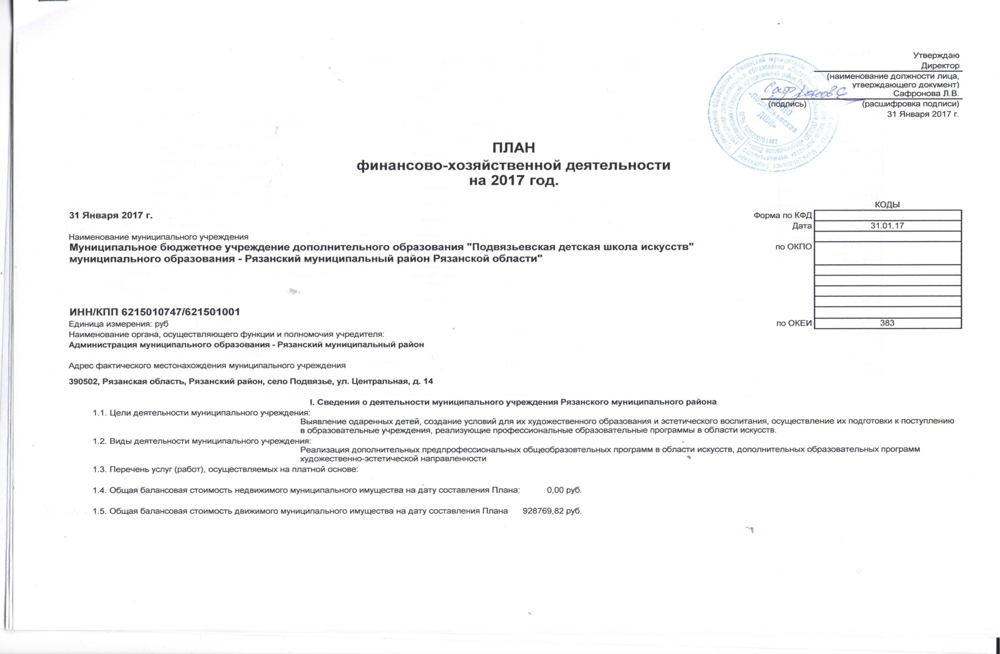 Утверждаю
Директор
(наименование должности лица,
утверждающего документ)
Сафронова Л.В.
(подпись) (расшифровка подписи)
31 Января 2017 г.
«Подвязьевская
ДШИ»
ОГРН 1026200701482
ПЛАН
финансово-хозяйственной деятельности
на 2017 год.
КОДЫ
31 Января 2017 г.
Форма по КФД
Дата 31.01.17
Наименование муниципального учреждения
Муниципальное бюджетное учреждение дополнительного образования "Подвязьевская детская школа искусств" по ОКПО
муниципального образования - Рязанский муниципальный район Рязанской области"
ИНН/КПП 6215010747/621501001
Единица измерения: руб по ОКЕИ 383
Наименование органа, осуществляющего функции и полномочия учредителя:
Администрация муниципального образования - Рязанский муниципальный район
Адрес фактического местонахождения муниципального учреждения
390502, Рязанская область, Рязанский район, село Подвязье, ул. Центральная, д. 14
I. Сведения о деятельности муниципального учреждения Рязанского муниципального района
1.1. Цели деятельности муниципального учреждения:
Выявление одаренных детей, создание условий для их художественного образования и эстетического воспитания, осуществление их подготовки к поступлению
в образовательные учреждения, реализующие профессиональные образовательные программы в области искусств.
1.2. Виды деятельности муниципального учреждения:
Реализация дополнительных предпрофессиональных общеобразовтельных программ в области искусств, дополнительных образовательных программ
художественно-эстетической направленности
1.3. Перечень услуг (работ), осуществляемых на платной основе:
1.4. Общая балансовая стоимость недвижимого муниципального имущества на дату составления Плана: 0,00 руб.
1.5. Общая балансовая стоимость движимого муниципального имущества на дату составления Плана 928769,82 руб.